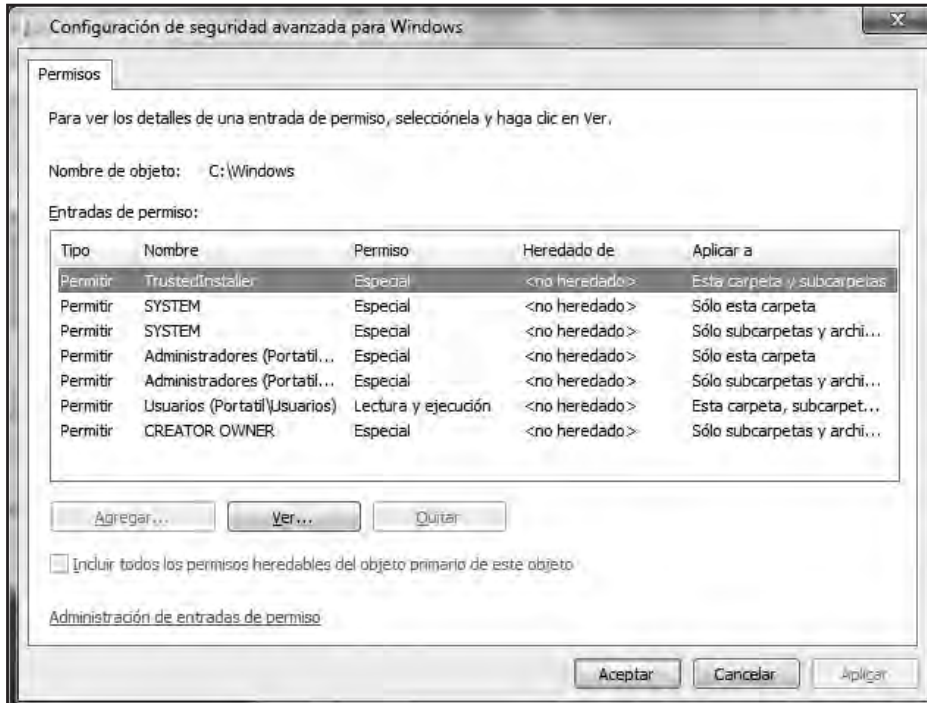 Configuración de seguridad avanzada para Windows
Permisos
Para ver los detalles de una entrada de permiso, selecciónela y haga clic en Ver.
Nombre de objeto: C:\Windows
Entradas de permiso:
Tipo Nombre Permiso Heredado de Aplicar a
Permitir TrustedInstaller Especial <no heredado> Esta carpeta y subcarpetas
Permitir SYSTEM Especial <no heredado> Sólo esta carpeta
Permitir SYSTEM Especial <no heredado> Sólo subcarpetas y archi...
Permitir Administradores (Portatil... Especial <no heredado> Sólo esta carpeta
Permitir Administradores (Portatil... Especial <no heredado> Sólo subcarpetas y archi...
Permitir Usuarios (Portatil\Usuarios) Lectura y ejecución <no heredado> Esta carpeta, subcarpet...
Permitir CREATOR OWNER Especial <no heredado> Sólo subcarpetas y archi...
Agregar... Ver... Quitar
Incluir todos los permisos heredables del objeto primario de este objeto
Administración de entradas de permiso
Aceptar Cancelar Aplicar